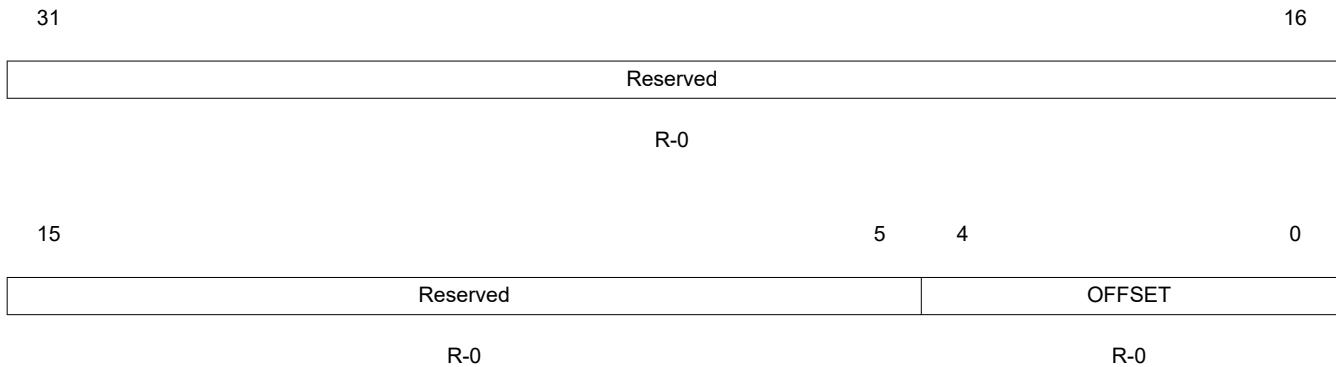 31 16
Reserved
R-0
15 5 4 0
Reserved OFFSET
R-0 R-0